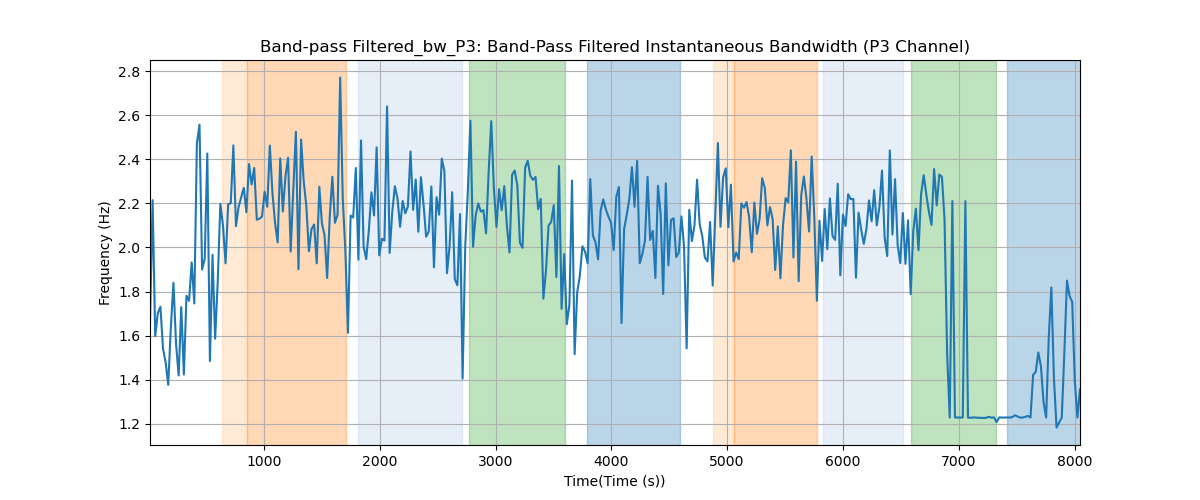 Band-pass Filtered_bw_P3: Band-Pass Filtered Instantaneous Bandwidth (P3 Channel)
2.8
2.6
2.4
2.2
2.0
1.8
1.6
1.4
1.2
Frequency (Hz)
1000 2000 3000 4000 5000 6000 7000 8000
Time(Time (s))